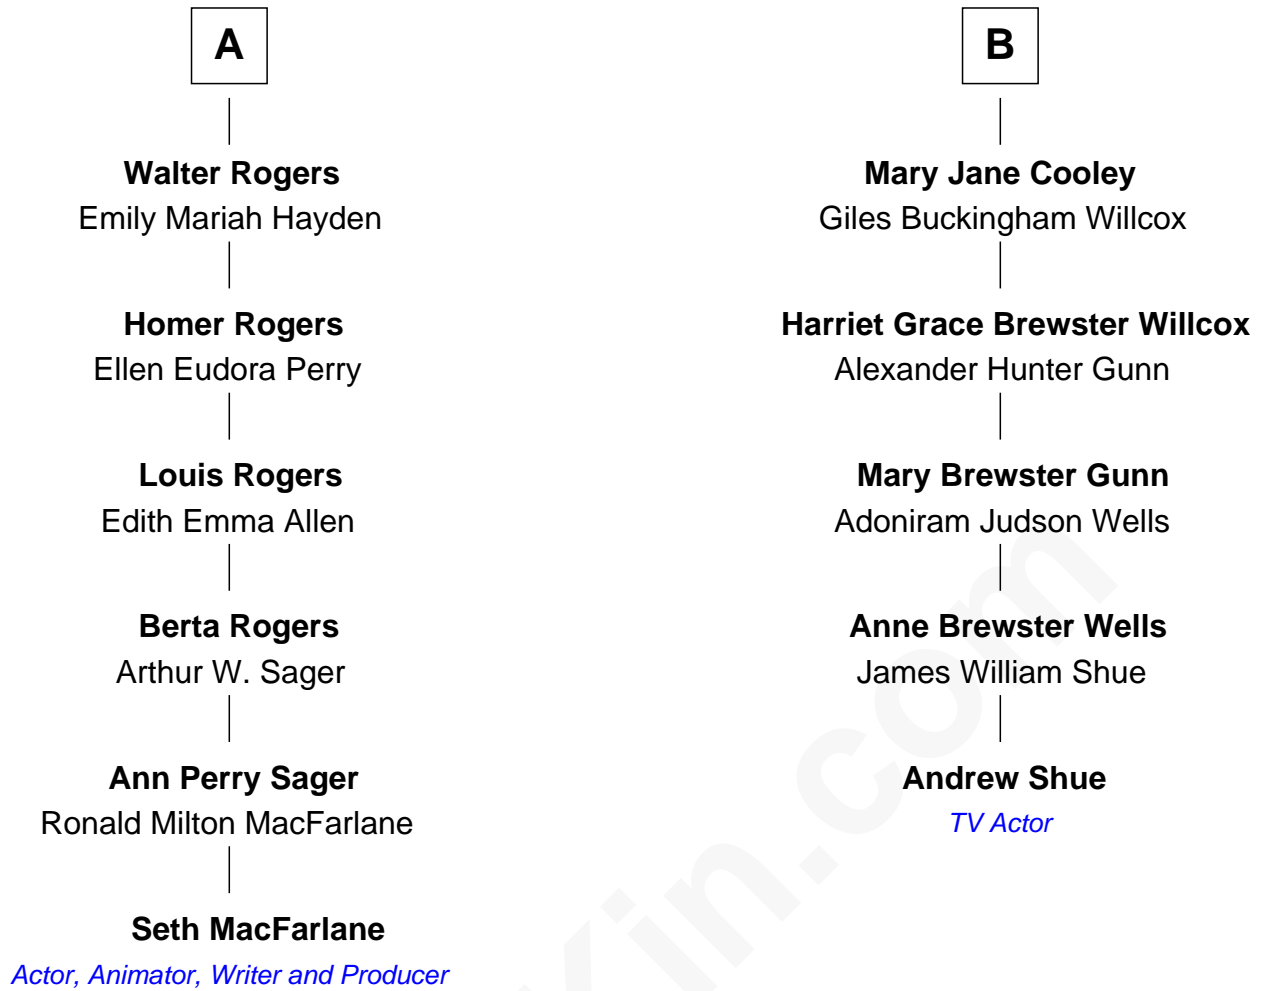 A
Walter Rogers
Emily Mariah Hayden
Homer Rogers
Ellen Eudora Perry
Louis Rogers
Edith Emma Allen
Berta Rogers
Arthur W. Sager
Ann Perry Sager
Ronald Milton MacFarlane
Seth MacFarlane
Actor, Animator, Writer and Producer
B
Mary Jane Cooley
Giles Buckingham Willcox
Harriet Grace Brewster Willcox
Alexander Hunter Gunn
Mary Brewster Gunn
Adoniram Judson Wells
Anne Brewster Wells
James William Shue
Andrew Shue
TV Actor